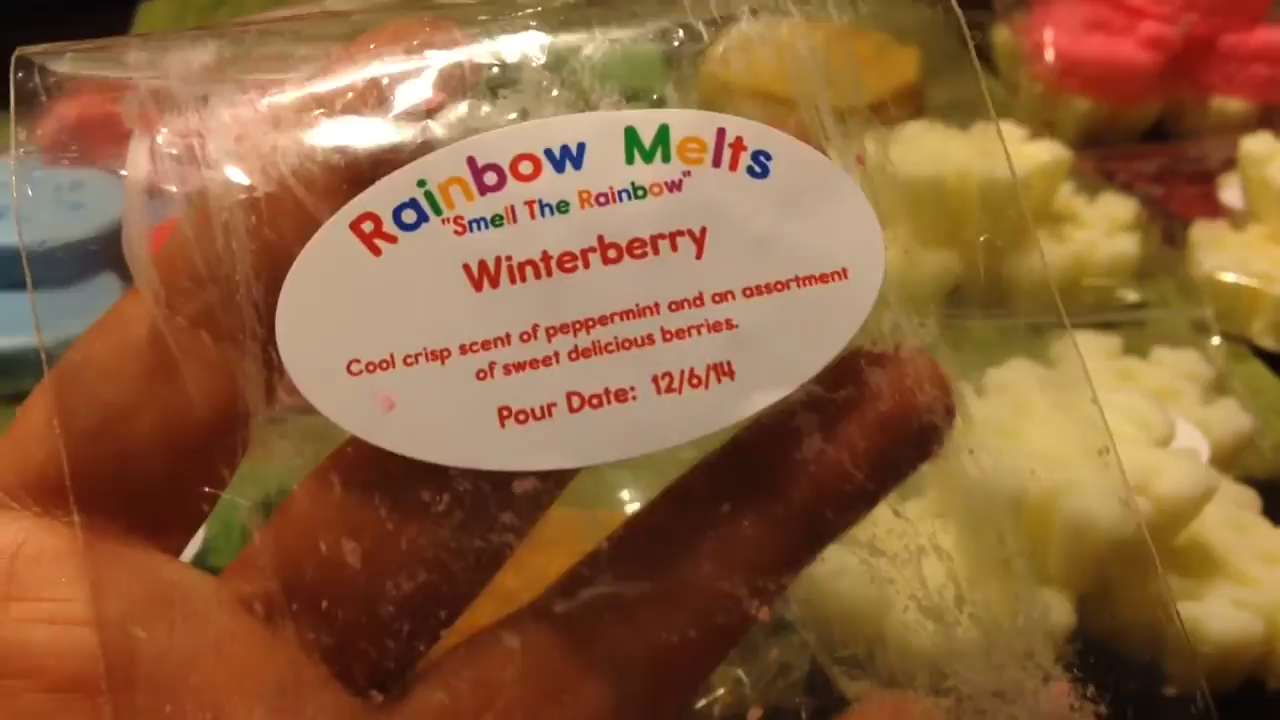 Rainbow Melts
"Smell The Rainbow"
Winterberry
Cool crisp scent of peppermint and an assortment
of sweet delicious berries.
Pour Date: 12/6/14